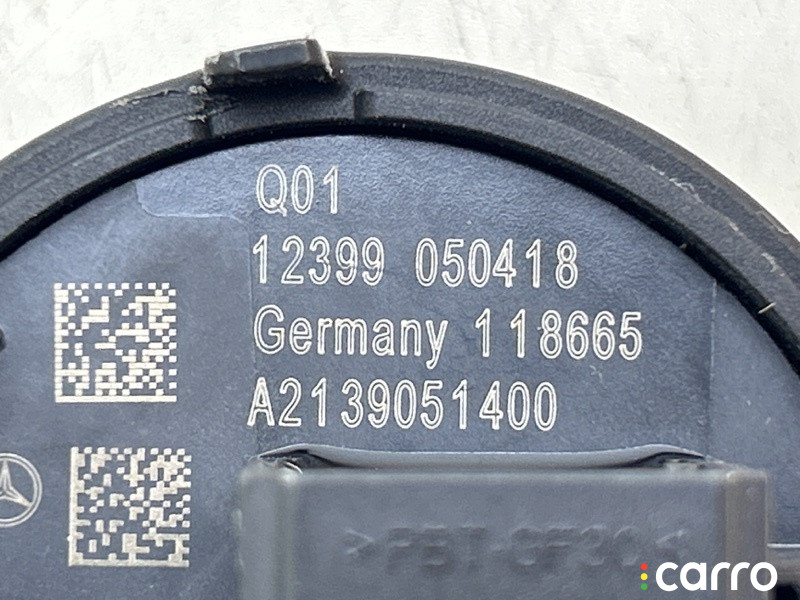 Q01
12399 050418
Germany 118665
A2139051400
>PBT-GF30<
carro